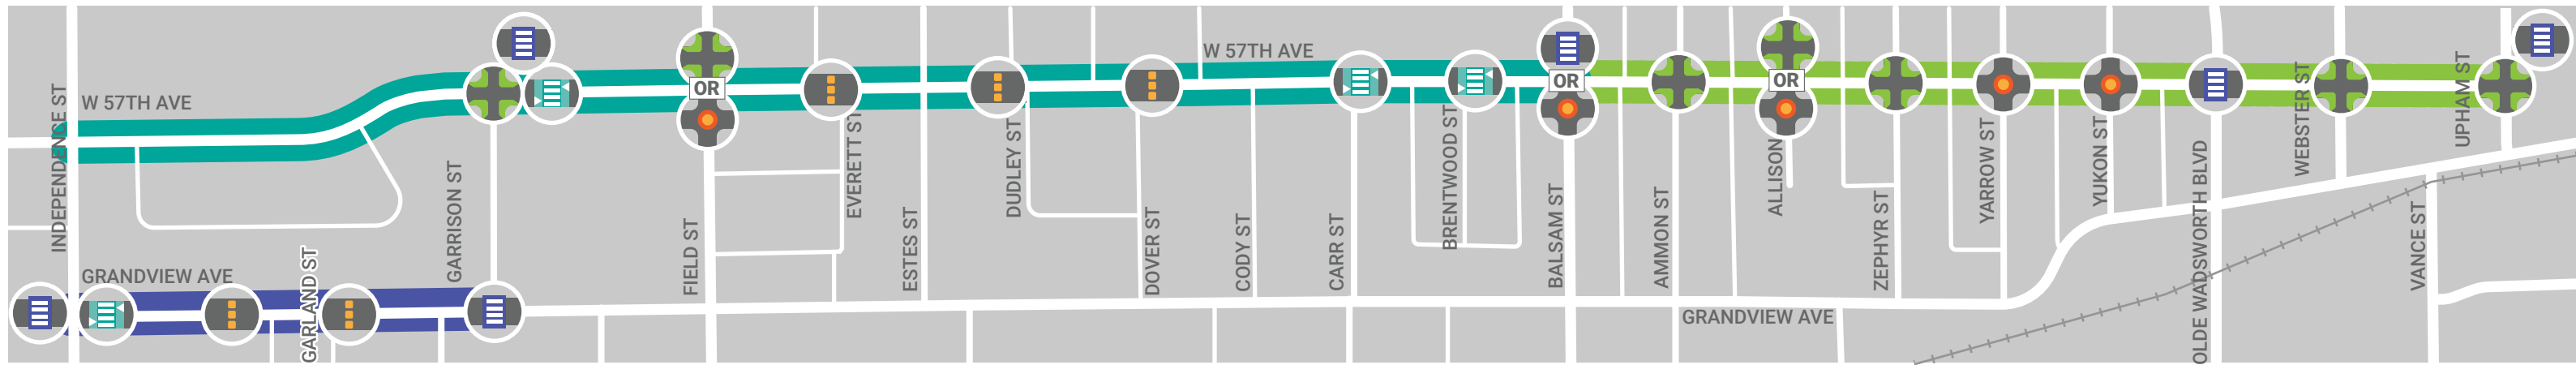 W 57TH AVE
W 57TH AVE
OR
OR
OR
INDEPENDENCE ST
GARRISON ST
FIELD ST
EVERETT ST
ESTES ST
DUDLEY ST
DOVER ST
CODY ST
CARR ST
BRENTWOOD ST
BALSAM ST
AMMON ST
ALLISON
ZEPHYR ST
YARROW ST
YUKON ST
OLDE WADSWORTH BLVD
WEBSTER ST
VANCE ST
UPHAM ST
GRANDVIEW AVE
GARLAND ST
GRANDVIEW AVE